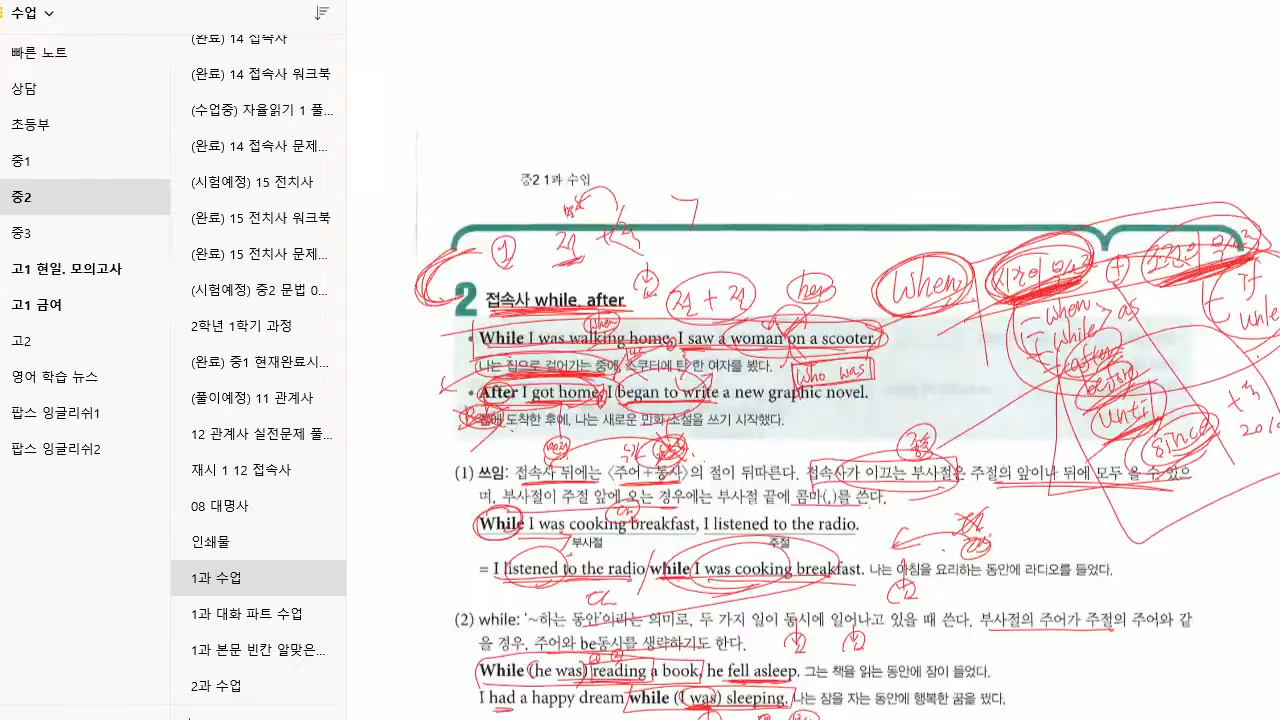 수업
빠른 노트
상담
초등부
중1
중2
중3
고1 현일. 모의고사
고1 금여
고2
영어 학습 뉴스
팝스 잉글리쉬1
팝스 잉글리쉬2
(완료) 14 접속사
(완료) 14 접속사 워크북
(수업중) 자율읽기 1 풀...
(완료) 14 접속사 문제...
(시험예정) 15 전치사
(완료) 15 전치사 워크북
(완료) 15 전치사 문제...
(시험예정) 중2 문법 0...
2학년 1학기 과정
(완료) 중1 현재완료시...
(풀이예정) 11 관계사
12 관계사 실전문제 풀...
재시 1 12 접속사
08 대명사
인쇄물
1과 수업
1과 대화 파트 수업
1과 본문 빈칸 알맞은...
2과 수업
중2 1과 수업
① 절
절 + 절
her
When
시간의 부사절 + 조건의 부사절
when > as
while
after
before
until
since
If
2 접속사 while, after
when
• While I was walking home, I saw a woman on a scooter.
나는 집으로 걸어가는 중에, 스쿠터에 탄 한 여자를 봤다.
who was
• After I got home, I began to write a new graphic novel.
집에 도착한 후에, 나는 새로운 만화 소설을 쓰기 시작했다.
(1) 쓰임: 접속사 뒤에는 <주어+동사>의 절이 뒤따른다. 접속사가 이끄는 부사절은 주절의 앞이나 뒤에 모두 올 수 있으
며, 부사절이 주절 앞에 오는 경우에는 부사절 끝에 콤마(,)를 쓴다.
While I was cooking breakfast, I listened to the radio.
부사절 주절
= I listened to the radio while I was cooking breakfast. 나는 아침을 요리하는 동안에 라디오를 들었다.
(2) while: '~하는 동안'이라는 의미로, 두 가지 일이 동시에 일어나고 있을 때 쓴다. 부사절의 주어가 주절의 주어와 같
을 경우, 주어와 be동사를 생략하기도 한다.
While (he was) reading a book, he fell asleep. 그는 책을 읽는 동안에 잠이 들었다.
I had a happy dream while (I was) sleeping. 나는 잠을 자는 동안에 행복한 꿈을 꿨다.